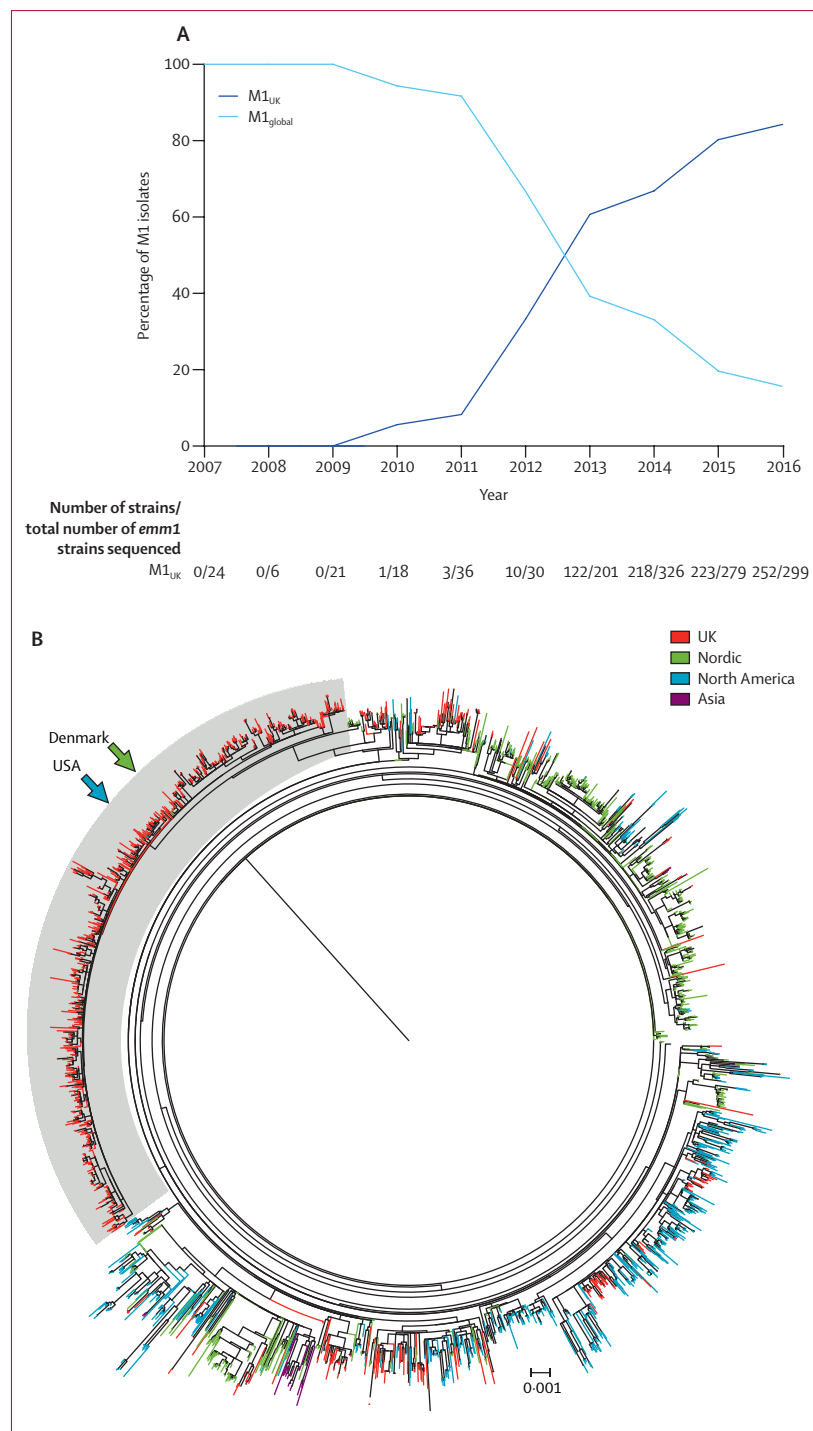 A
100
80
60
40
20
0
Percentage of M1 isolates
M1UK
M1global
2007 2008 2009 2010 2011 2012 2013 2014 2015 2016
Year
Number of strains/
total number of emm1
strains sequenced
M1UK 0/24 0/6 0/21 1/18 3/36 10/30 122/201 218/326 223/279 252/299
B
UK
Nordic
North America
Asia
Denmark
USA
0·001